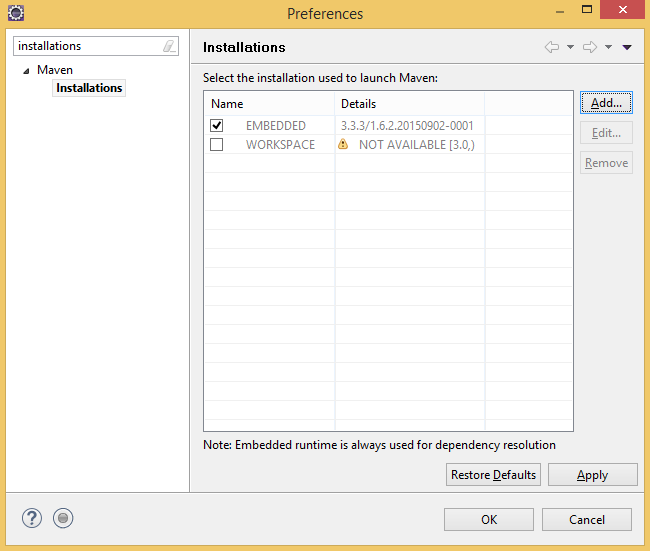 Preferences
installations
Maven
Installations
Installations
Select the installation used to launch Maven:
Name Details
EMBEDDED 3.3.3/1.6.2.20150902-0001
WORKSPACE NOT AVAILABLE [3.0,)
Add...
Edit...
Remove
Note: Embedded runtime is always used for dependency resolution
Restore Defaults Apply
OK Cancel